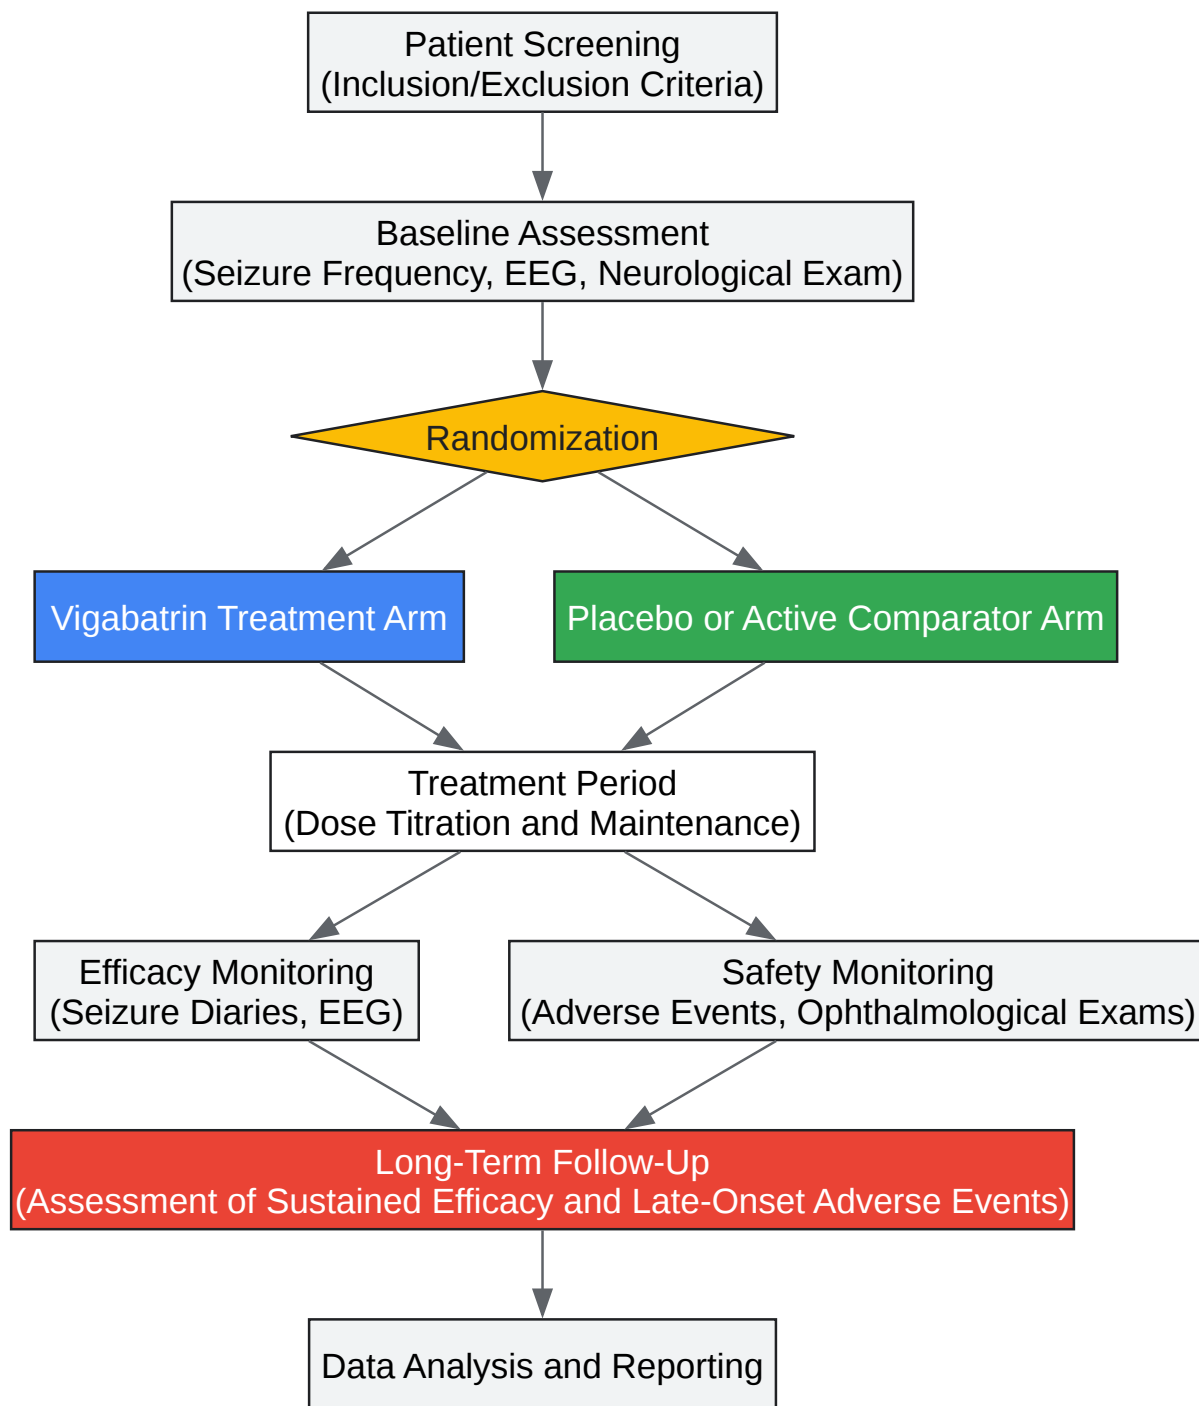 Patient Screening
(Inclusion/Exclusion Criteria)
Baseline Assessment
(Seizure Frequency, EEG, Neurological Exam)
Randomization
Vigabatrin Treatment Arm
Placebo or Active Comparator Arm
Treatment Period
(Dose Titration and Maintenance)
Efficacy Monitoring
(Seizure Diaries, EEG)
Safety Monitoring
(Adverse Events, Ophthalmological Exams)
Long-Term Follow-Up
(Assessment of Sustained Efficacy and Late-Onset Adverse Events)
Data Analysis and Reporting